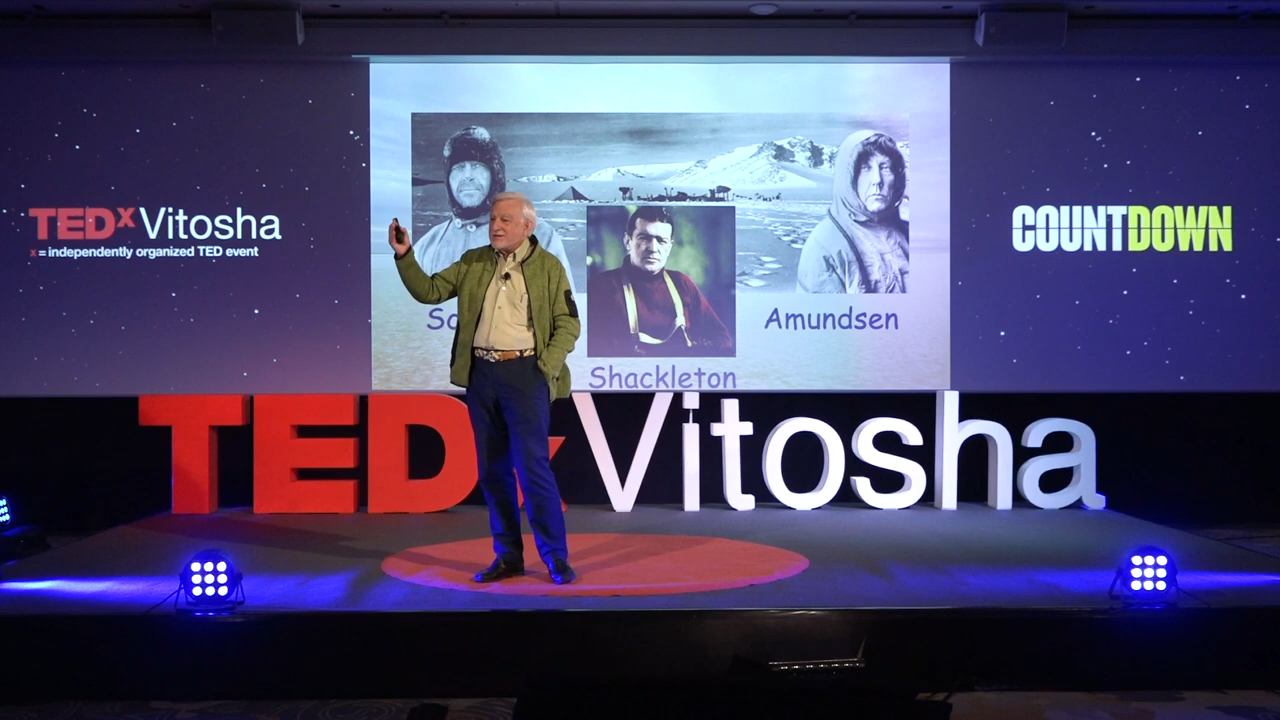 TEDxVitosha
x = independently organized TED event
COUNTDOWN
Amundsen
Shackleton
TEDxVitosha